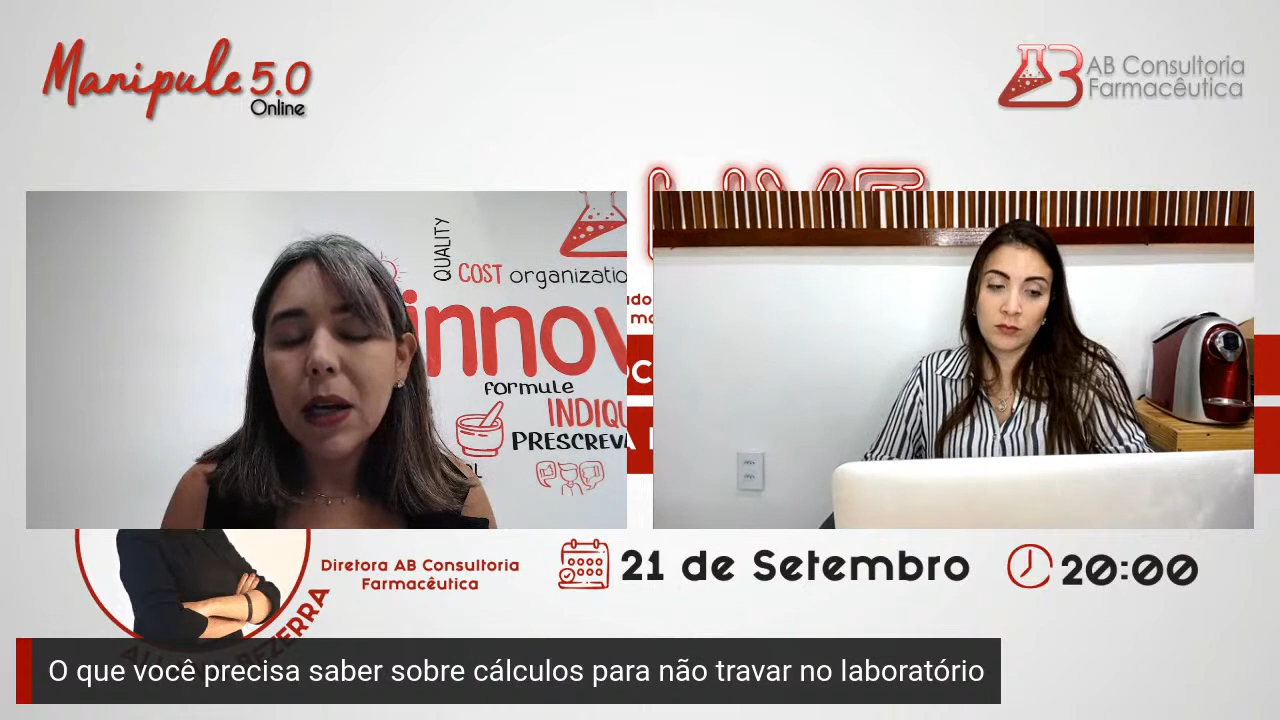 Manipule 5.0
Online
AB Consultoria
Farmacêutica
LIVE
QUALITY
COST organizatio
innov
formule
INDIQU
PRESCREVA
Diretora AB Consultoria
Farmacêutica
21 de Setembro
20:00
O que você precisa saber sobre cálculos para não travar no laboratório